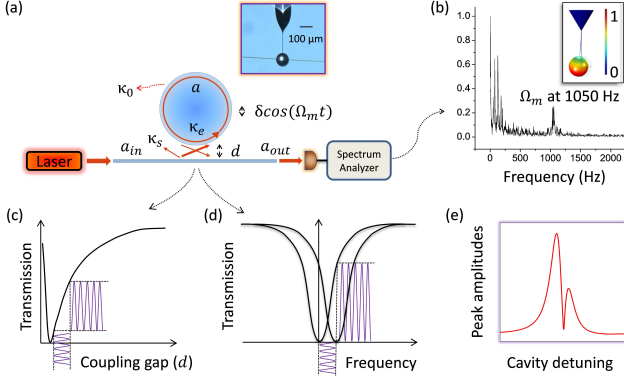 (a)
100 μm
κ₀
a
κₑ
δcos(Ωₘt)
κₛ
d
aᵢₙ
aₒᵤₜ
Laser
Spectrum
Analyzer
(b)
1.0
0.8
0.6
0.4
0.2
0.0
1
0
Ωₘ at 1050 Hz
0 500 1000 1500 2000
Frequency (Hz)
(c)
Transmission
Coupling gap (d)
(d)
Transmission
Frequency
(e)
Peak amplitudes
Cavity detuning